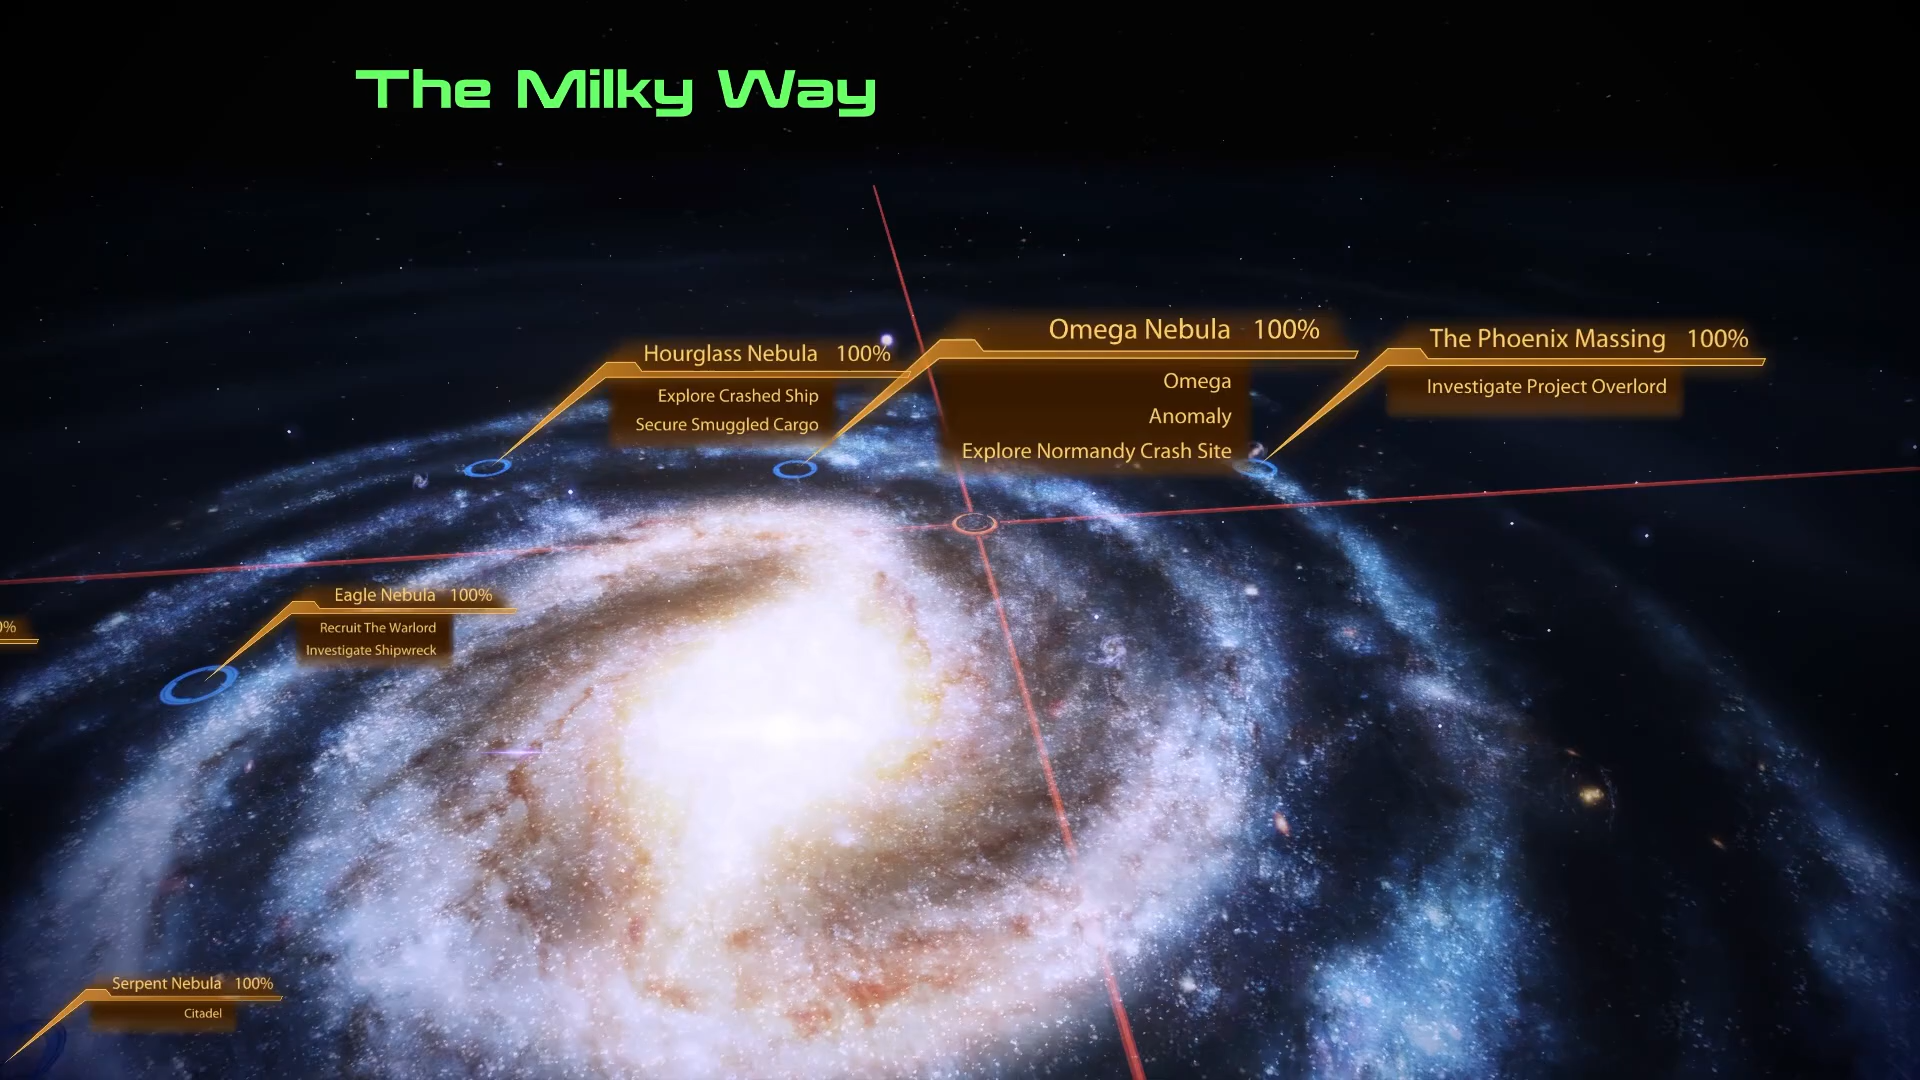 The Milky Way
Omega Nebula 100%
Omega
Anomaly
Explore Normandy Crash Site
The Phoenix Massing 100%
Investigate Project Overlord
Hourglass Nebula 100%
Explore Crashed Ship
Secure Smuggled Cargo
Eagle Nebula 100%
Recruit The Warlord
Investigate Shipwreck
Serpent Nebula 100%
Citadel